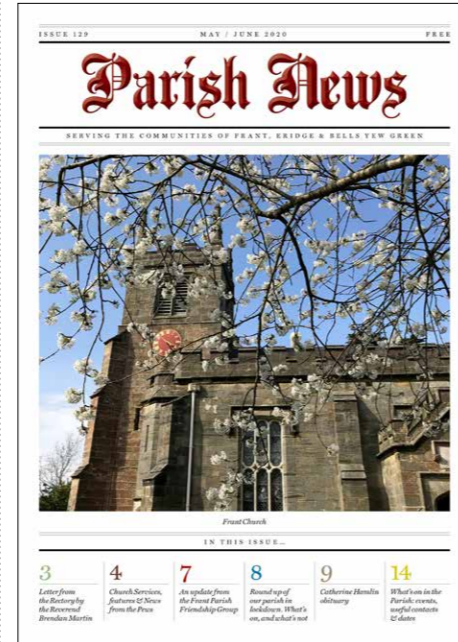 ISSUE 129 MAY / JUNE 2020 FREE
Parish News
SERVING THE COMMUNITIES OF FRANT, ERIDGE & BELLS YEW GREEN
Frant Church
IN THIS ISSUE...
3
Letter from
the Rectory by
the Reverend
Brendan Martin
4
Church Services,
features & News
from the Pews
7
An update from
the Frant Parish
Friendship Group
8
Round up of
our parish in
lockdown. What's
on, and what's not
9
Catherine Hamlin
obituary
14
What's on in the
Parish: events,
useful contacts
& dates